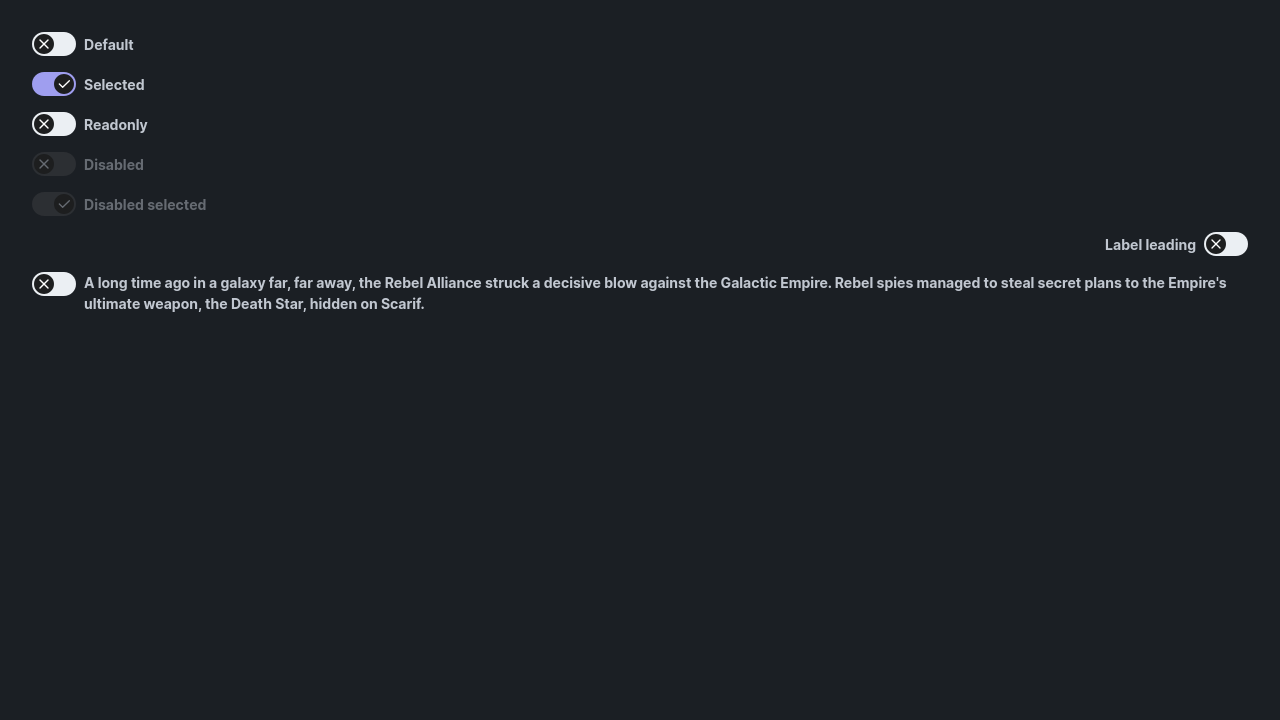 Default
Selected
Readonly
Disabled
Disabled selected
Label leading
A long time ago in a galaxy far, far away, the Rebel Alliance struck a decisive blow against the Galactic Empire. Rebel spies managed to steal secret plans to the Empire's
ultimate weapon, the Death Star, hidden on Scarif.